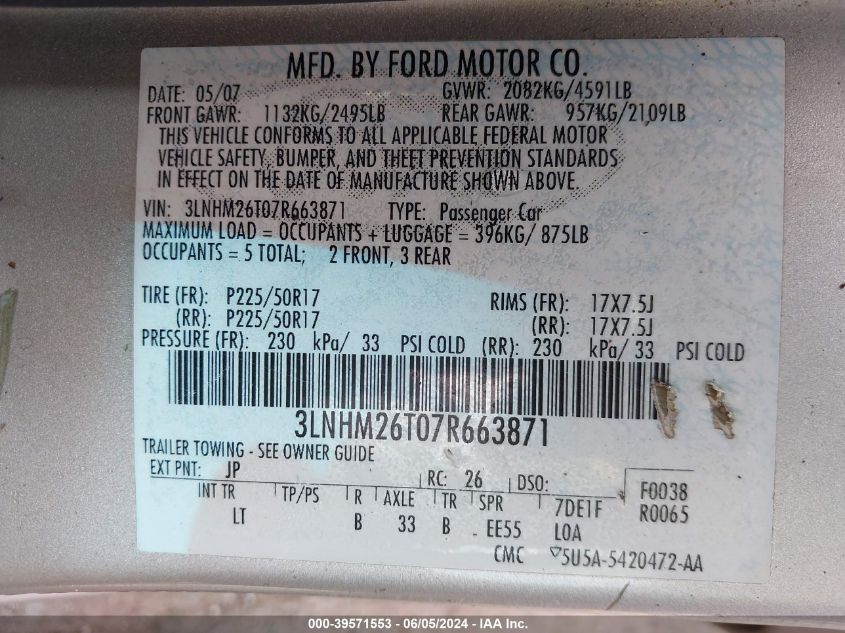 MFD. BY FORD MOTOR CO.
DATE: 05/07 GVWR: 2082KG/4591LB
FRONT GAWR: 1132KG/2495LB REAR GAWR: 957KG/2109LB
THIS VEHICLE CONFORMS TO ALL APPLICABLE FEDERAL MOTOR
VEHICLE SAFETY, BUMPER, AND THEFT PREVENTION STANDARDS
IN EFFECT ON THE DATE OF MANUFACTURE SHOWN ABOVE.
VIN: 3LNHM26T07R663871 TYPE: Passenger Car
MAXIMUM LOAD = OCCUPANTS + LUGGAGE = 396KG/ 875LB
OCCUPANTS = 5 TOTAL; 2 FRONT, 3 REAR
TIRE (FR): P225/50R17 RIMS (FR): 17X7.5J
(RR): P225/50R17 (RR): 17X7.5J
PRESSURE (FR): 230 kPa/ 33 PSI COLD (RR): 230 kPa/ 33 PSI COLD
3LNHM26T07R663871
TRAILER TOWING - SEE OWNER GUIDE
EXT PNT: JP RC: 26 DSO: F0038
INT TR TP/PS R AXLE TR SPR 7DE1F R0065
LT B 33 B EE55 LOA
CMC 5U5A-5420472-AA
000-39571553 - 06/05/2024 - IAA Inc.